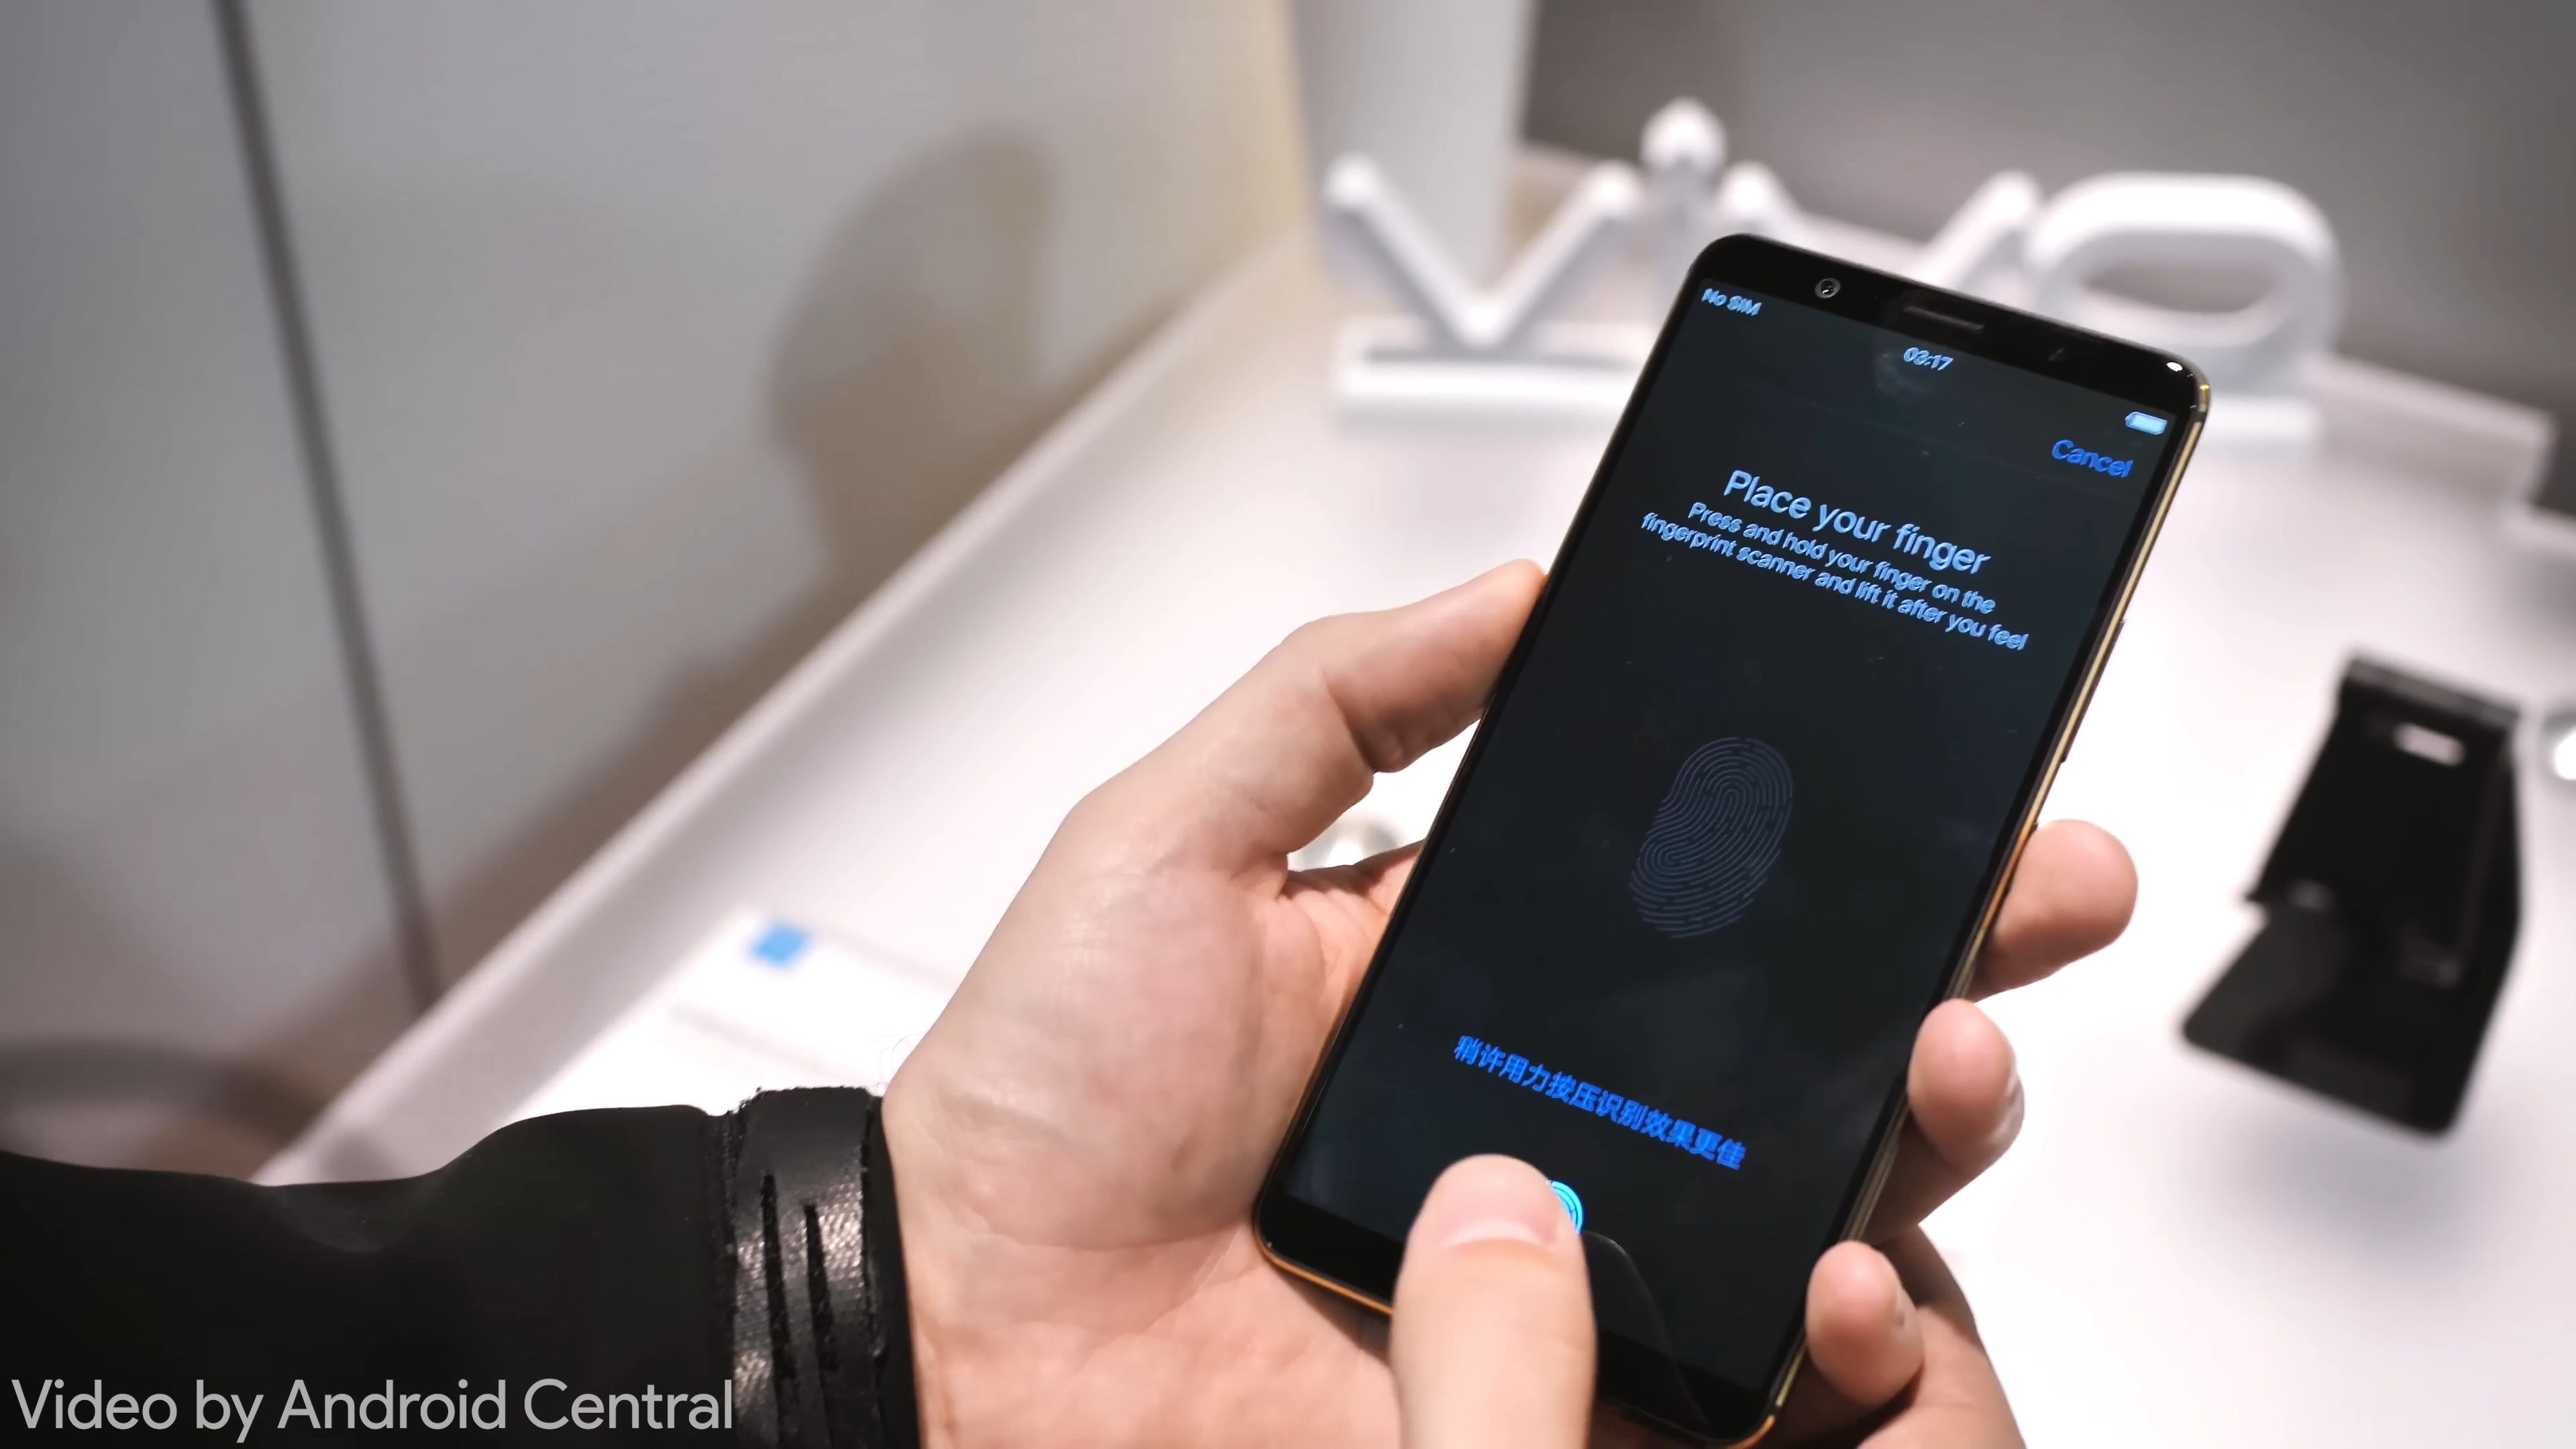 vivo
No SIM
03:17
Cancel
Place your finger
Press and hold your finger on the
fingerprint scanner and lift it after you feel
稍许用力按压识别效果更佳
Video by Android Central